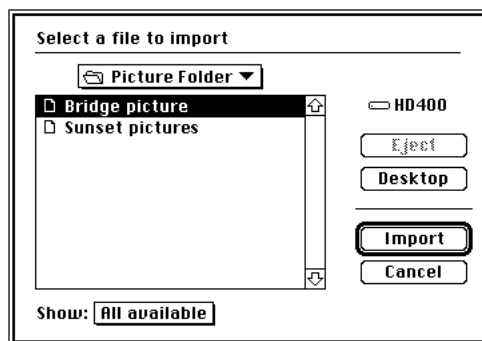 Select a file to import
Picture Folder
Bridge picture
Sunset pictures
HD400
Eject
Desktop
Import
Cancel
Show: All available